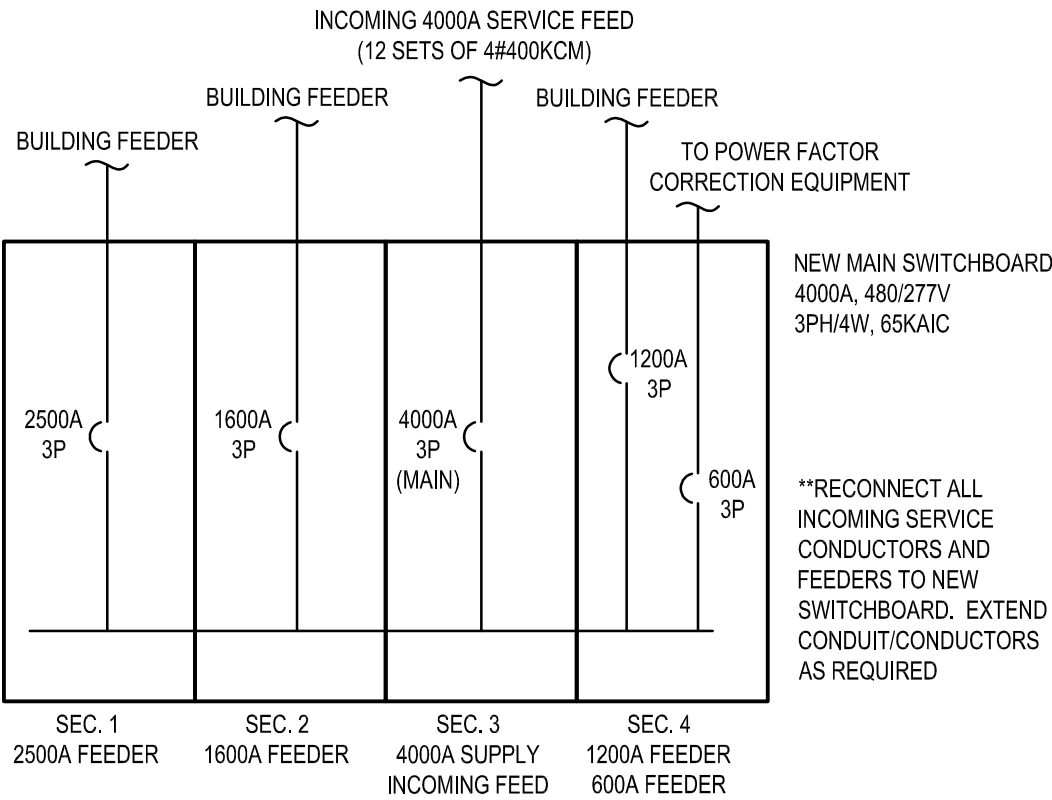 INCOMING 4000A SERVICE FEED
(12 SETS OF 4#400KCM)
BUILDING FEEDER
BUILDING FEEDER
BUILDING FEEDER
TO POWER FACTOR
CORRECTION EQUIPMENT
NEW MAIN SWITCHBOARD
4000A, 480/277V
3PH/4W, 65KAIC
2500A
3P
1600A
3P
4000A
3P
(MAIN)
1200A
3P
600A
3P
**RECONNECT ALL
INCOMING SERVICE
CONDUCTORS AND
FEEDERS TO NEW
SWITCHBOARD. EXTEND
CONDUIT/CONDUCTORS
AS REQUIRED
SEC. 1
2500A FEEDER
SEC. 2
1600A FEEDER
SEC. 3
4000A SUPPLY
INCOMING FEED
SEC. 4
1200A FEEDER
600A FEEDER